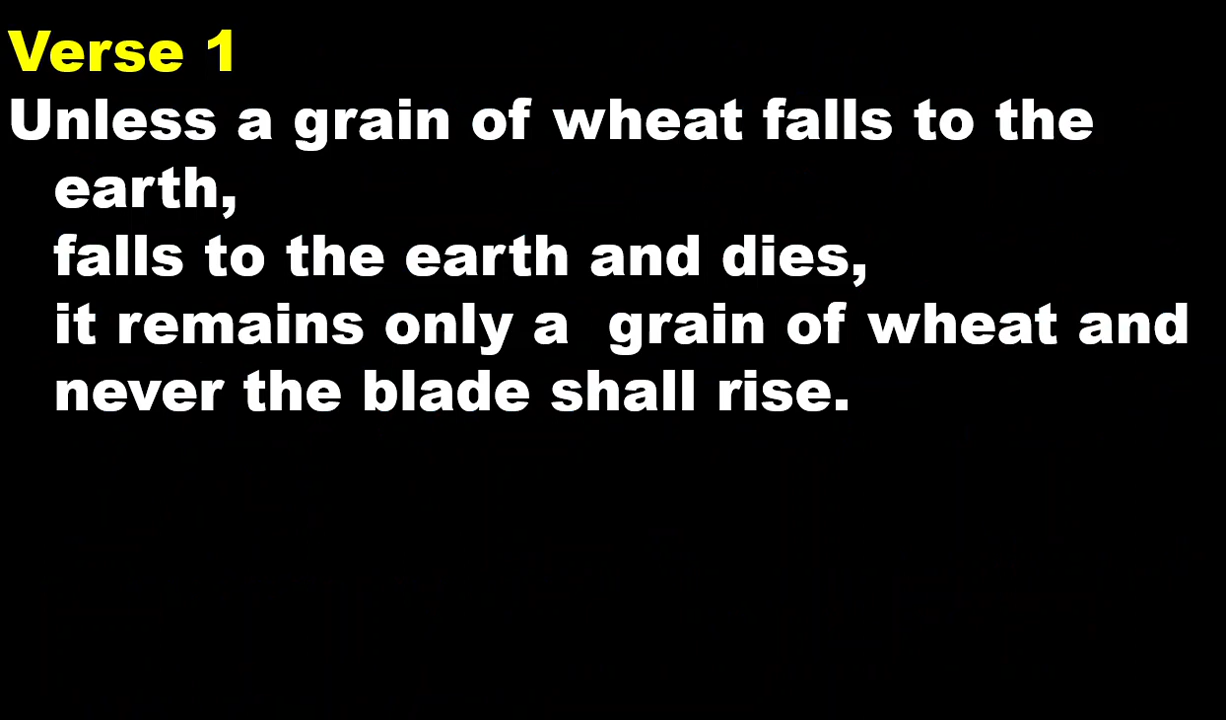 Verse 1
Unless a grain of wheat falls to the
earth,
falls to the earth and dies,
it remains only a  grain of wheat and
never the blade shall rise.